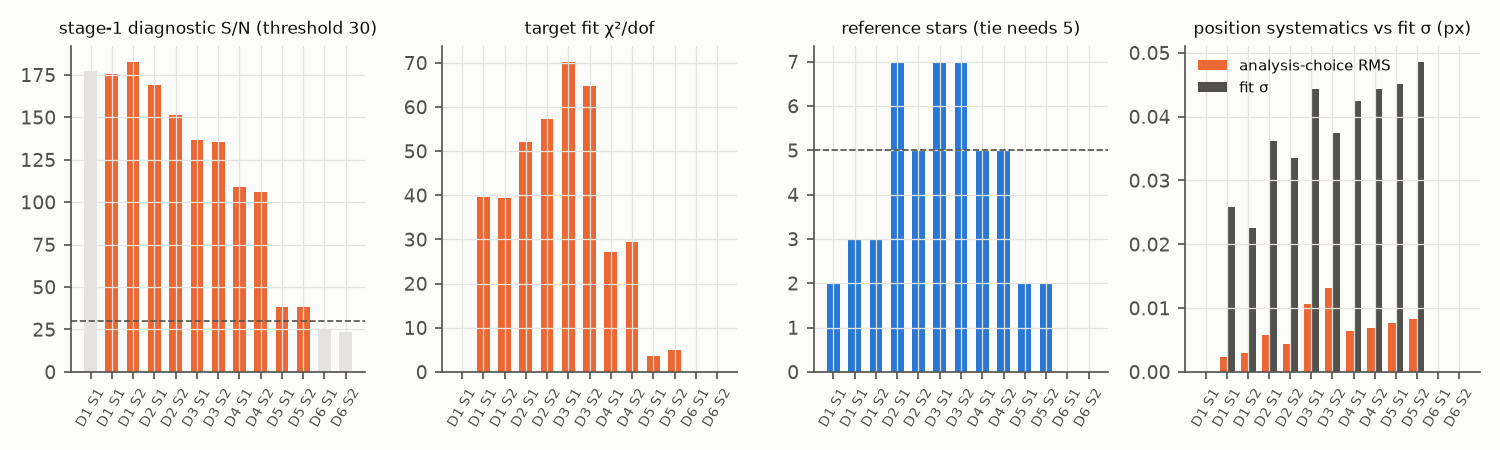 stage-1 diagnostic S/N (threshold 30)
175
150
125
100
75
50
25
0
D1 S1
D1 S1
D1 S2
D2 S1
D2 S2
D3 S1
D3 S2
D4 S1
D4 S2
D5 S1
D5 S2
D6 S1
D6 S2
target fit χ²/dof
70
60
50
40
30
20
10
0
D1 S1
D1 S1
D1 S2
D2 S1
D2 S2
D3 S1
D3 S2
D4 S1
D4 S2
D5 S1
D5 S2
D6 S1
D6 S2
reference stars (tie needs 5)
7
6
5
4
3
2
1
0
D1 S1
D1 S1
D1 S2
D2 S1
D2 S2
D3 S1
D3 S2
D4 S1
D4 S2
D5 S1
D5 S2
D6 S1
D6 S2
position systematics vs fit σ (px)
analysis-choice RMS
fit σ
0.05
0.04
0.03
0.02
0.01
0.00
D1 S1
D1 S1
D1 S2
D2 S1
D2 S2
D3 S1
D3 S2
D4 S1
D4 S2
D5 S1
D5 S2
D6 S1
D6 S2